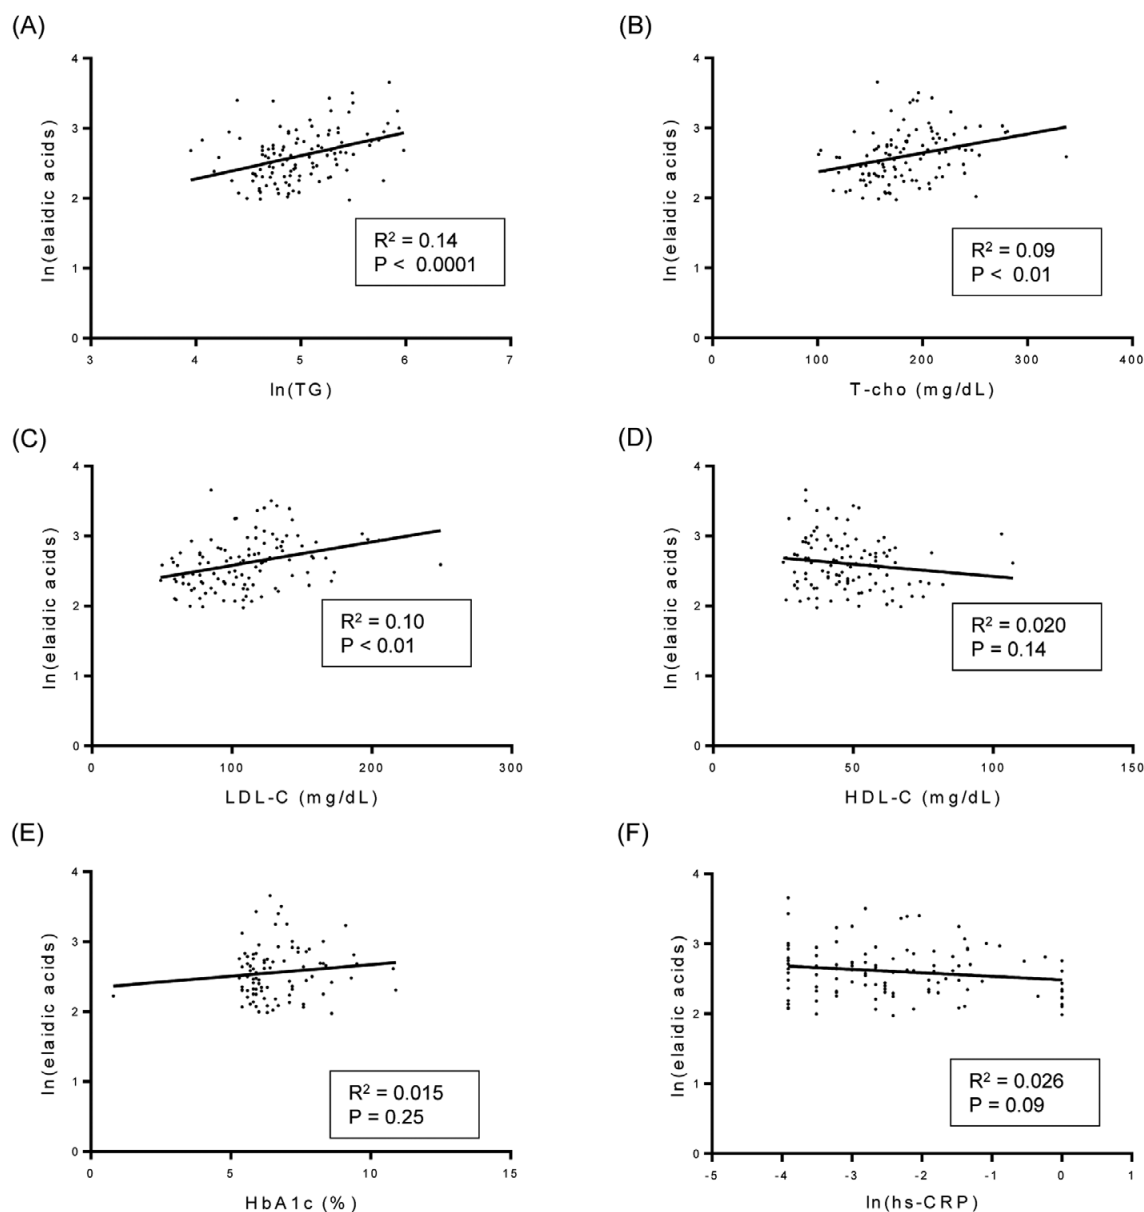 (A)
ln(elaidic acids)
4
3
2
1
0
R² = 0.14
P < 0.0001
3 4 5 6 7
ln(TG)
(B)
ln(elaidic acids)
4
3
2
1
0
R² = 0.09
P < 0.01
0 100 200 300 400
T-cho (mg/dL)
(C)
ln(elaidic acids)
4
3
2
1
0
R² = 0.10
P < 0.01
0 100 200 300
LDL-C (mg/dL)
(D)
ln(elaidic acids)
4
3
2
1
0
R² = 0.020
P = 0.14
0 50 100 150
HDL-C (mg/dL)
(E)
ln(elaidic acids)
4
3
2
1
0
R² = 0.015
P = 0.25
0 5 10 15
HbA1c (%)
(F)
ln(elaidic acids)
4
3
2
1
0
R² = 0.026
P = 0.09
-5 -4 -3 -2 -1 0 1
ln(hs-CRP)